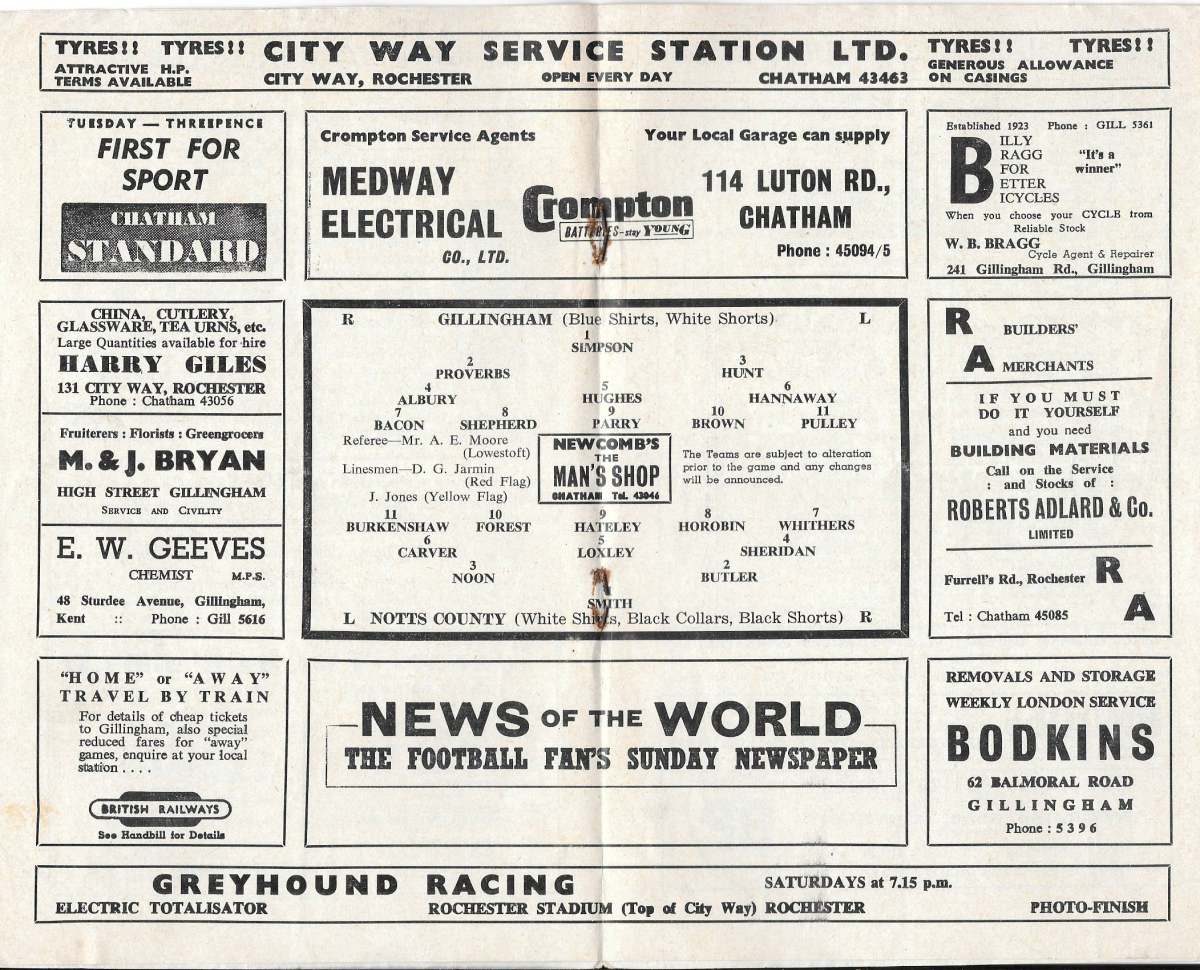 TYRES!! TYRES!! CITY WAY SERVICE STATION LTD. TYRES!! TYRES!!
ATTRACTIVE H.P. TERMS AVAILABLE
CITY WAY, ROCHESTER OPEN EVERY DAY CHATHAM 43463
GENEROUS ALLOWANCE ON CASINGS
TUESDAY — THREEPENCE
FIRST FOR
SPORT
CHATHAM
STANDARD
Crompton Service Agents Your Local Garage can supply
MEDWAY
ELECTRICAL
CO., LTD.
Crompton
BATTERIES-stay YOUNG
114 LUTON RD.,
CHATHAM
Phone : 45094/5
Established 1923 Phone : GILL 5361
BILLY
RAGG
FOR
ETTER
ICYCLES
"It's a
winner"
When you choose your CYCLE from
Reliable Stock
W. B. BRAGG
Cycle Agent & Repairer
241 Gillingham Rd., Gillingham
CHINA, CUTLERY,
GLASSWARE, TEA URNS, etc.
Large Quantities available for hire
HARRY GILES
131 CITY WAY, ROCHESTER
Phone : Chatham 43056
Fruiterers : Florists : Greengrocers
M. & J. BRYAN
HIGH STREET GILLINGHAM
SERVICE AND CIVILITY
E. W. GEEVES
CHEMIST M.P.S.
48 Sturdee Avenue, Gillingham,
Kent :: Phone : Gill 5616
R GILLINGHAM (Blue Shirts, White Shorts) L
1
SIMPSON
2 3
PROVERBS HUNT
4 5 6
ALBURY HUGHES HANNAWAY
7 8 9 10 11
BACON SHEPHERD PARRY BROWN PULLEY
Referee—Mr. A. E. Moore
(Lowestoft)
Linesmen—D. G. Jarmin
(Red Flag)
J. Jones (Yellow Flag)
NEWCOMB'S
THE
MAN'S SHOP
CHATHAM Tel. 43046
The Teams are subject to alteration
prior to the game and any changes
will be announced.
11 10 9 8 7
BURKENSHAW FOREST HATELEY HOROBIN WHITHERS
6 5 4
CARVER LOXLEY SHERIDAN
3 2
NOON BUTLER
SMITH
L NOTTS COUNTY (White Shirts, Black Collars, Black Shorts) R
R BUILDERS'
A MERCHANTS
IF YOU MUST
DO IT YOURSELF
and you need
BUILDING MATERIALS
Call on the Service
: and Stocks of :
ROBERTS ADLARD & Co.
LIMITED
Furrell's Rd., Rochester R
Tel : Chatham 45085 A
"HOME" or "AWAY"
TRAVEL BY TRAIN
For details of cheap tickets
to Gillingham, also special
reduced fares for "away"
games, enquire at your local
station . . . .
BRITISH RAILWAYS
See Handbill for Details
NEWS OF THE WORLD
THE FOOTBALL FAN'S SUNDAY NEWSPAPER
REMOVALS AND STORAGE
WEEKLY LONDON SERVICE
BODKINS
62 BALMORAL ROAD
GILLINGHAM
Phone : 5396
GREYHOUND RACING SATURDAYS at 7.15 p.m.
ELECTRIC TOTALISATOR ROCHESTER STADIUM (Top of City Way) ROCHESTER PHOTO-FINISH